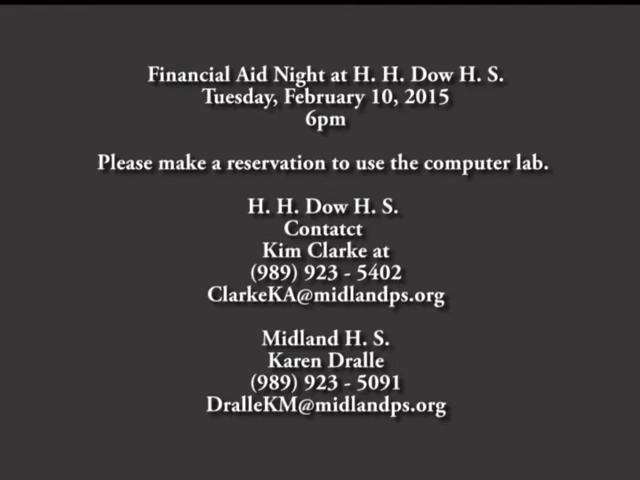 Financial Aid Night at H. H. Dow H. S.
Tuesday, February 10, 2015
6pm
Please make a reservation to use the computer lab.
H. H. Dow H. S.
Contatct
Kim Clarke at
(989) 923 - 5402
ClarkeKA@midlandps.org
Midland H. S.
Karen Dralle
(989) 923 - 5091
DralleKM@midlandps.org